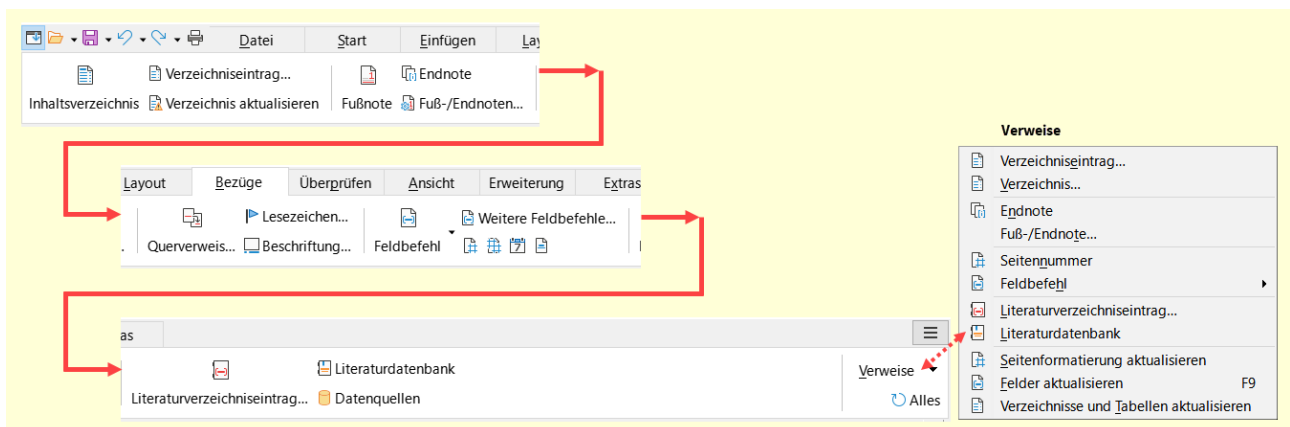 Datei Start Einfügen Lay
Verzeichniseintrag... Endnote
Inhaltsverzeichnis Verzeichnis aktualisieren Fußnote Fuß-/Endnoten...
Layout Bezüge Überprüfen Ansicht Erweiterung Extras
Lesezeichen... Weitere Feldbefehle...
. Querverweis... Beschriftung... Feldbefehl
as
Literaturdatenbank
Literaturverzeichniseintrag... Datenquellen
Verweise
Alles
Verweise
Verzeichniseintrag...
Verzeichnis...
Endnote
Fuß-/Endnote...
Seitennummer
Feldbefehl
Literaturverzeichniseintrag...
Literaturdatenbank
Seitenformatierung aktualisieren
Felder aktualisieren F9
Verzeichnisse und Tabellen aktualisieren